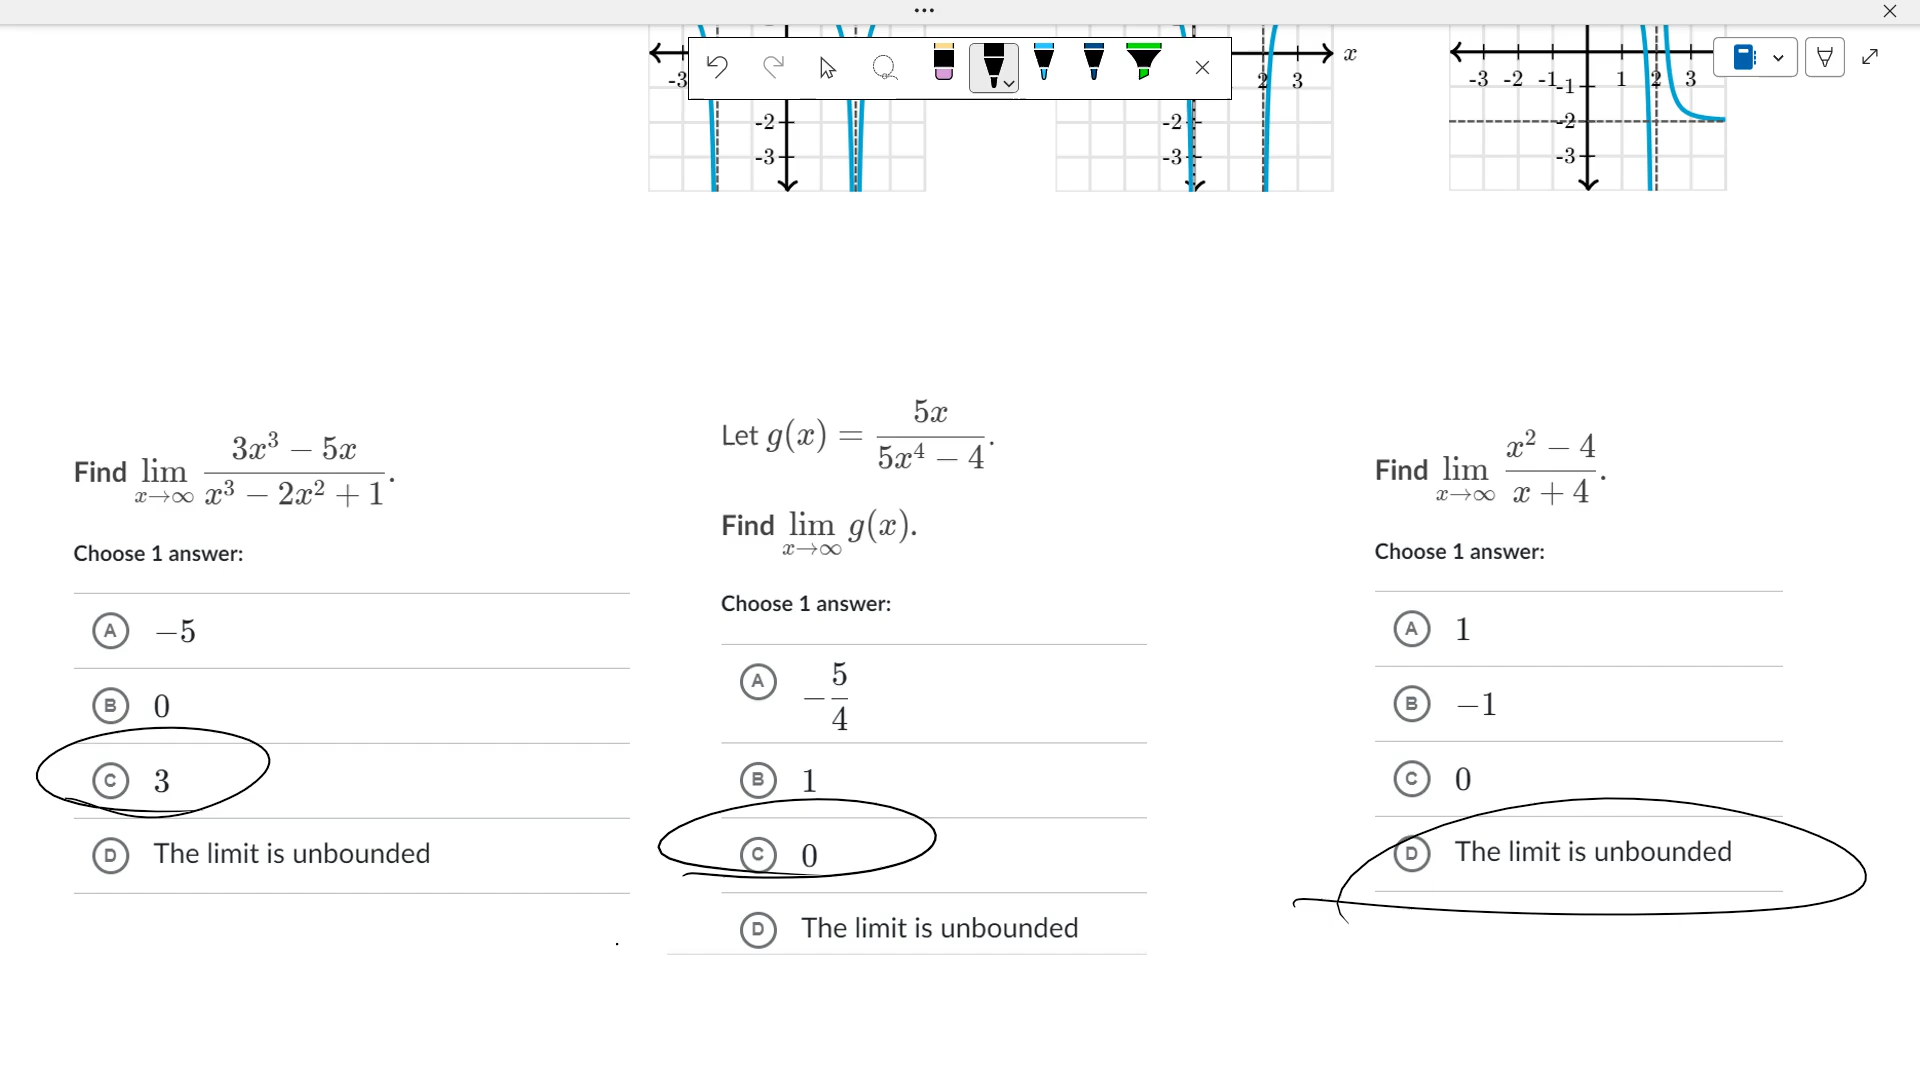 ...
-3
-2
-3
-2
-3
2
3
x
-3 -2 -1
-1
1 2 3
-2
-3
Find lim x→∞ (3x³ − 5x)/(x³ − 2x² + 1).
Choose 1 answer:
A −5
B 0
C 3
D The limit is unbounded
Let g(x) = 5x/(5x⁴ − 4).
Find lim x→∞ g(x).
Choose 1 answer:
A −5/4
B 1
C 0
D The limit is unbounded
Find lim x→∞ (x² − 4)/(x + 4).
Choose 1 answer:
A 1
B −1
C 0
D The limit is unbounded